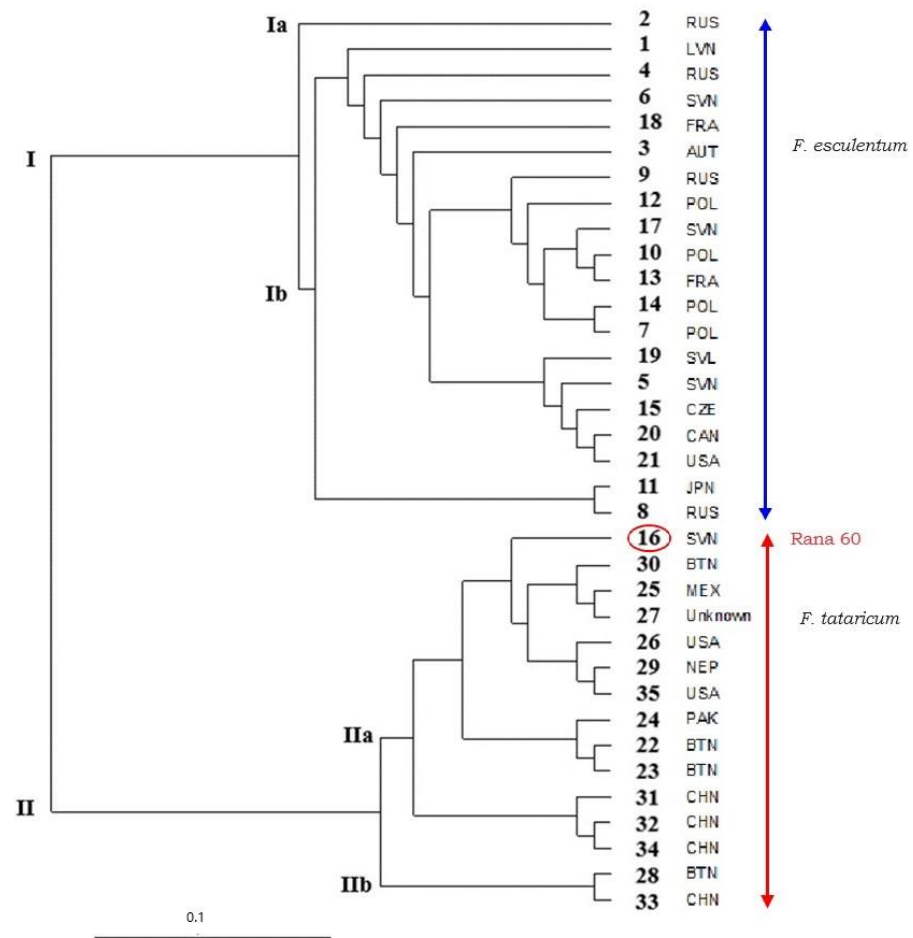 Ia
2 RUS
1 LVN
4 RUS
6 SVN
18 FRA
I
3 AUT
F. esculentum
9 RUS
12 POL
17 SVN
10 POL
Ib
13 FRA
14 POL
7 POL
19 SVL
5 SVN
15 CZE
20 CAN
21 USA
11 JPN
8 RUS
16 SVN Rana 60
30 BTN
25 MEX
27 Unknown
F. tataricum
26 USA
29 NEP
35 USA
24 PAK
IIa
22 BTN
23 BTN
31 CHN
II
32 CHN
34 CHN
28 BTN
IIb
33 CHN
0.1